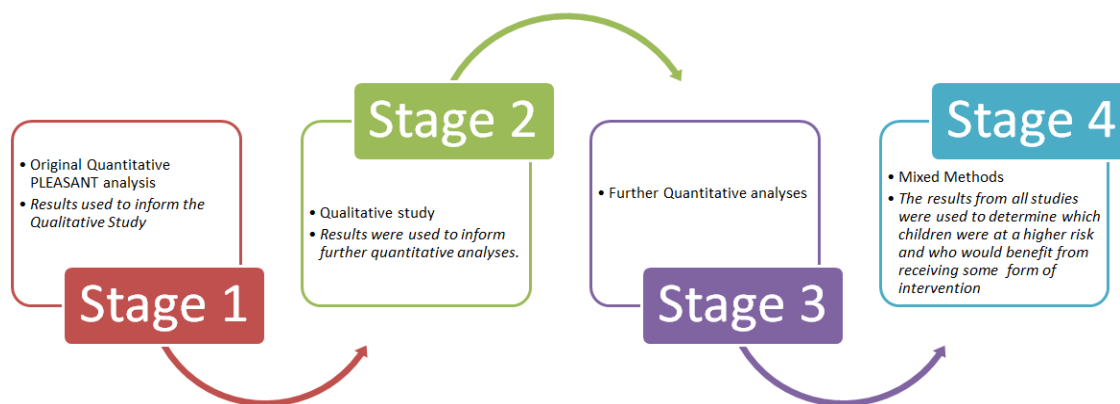 • Original Quantitative
PLEASANT analysis
• Results used to inform the
Qualitative Study
Stage 1
Stage 2
• Qualitative study
• Results were used to inform
further quantitative analyses.
• Further Quantitative analyses
Stage 3
Stage 4
• Mixed Methods
• The results from all studies
were used to determine which
children were at a higher risk
and who would benefit from
receiving some form of
intervention